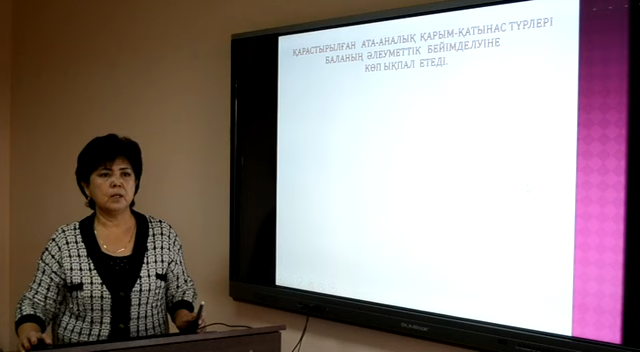 ҚАРАСТЫРЫЛҒАН АТА-АНАЛЫҚ ҚАРЫМ-ҚАТЫНАС ТҮРЛЕРІ
БАЛАНЫҢ ӘЛЕУМЕТТІК БЕЙІМДЕЛУІНЕ
КӨП ЫҚПАЛ ЕТЕДІ.